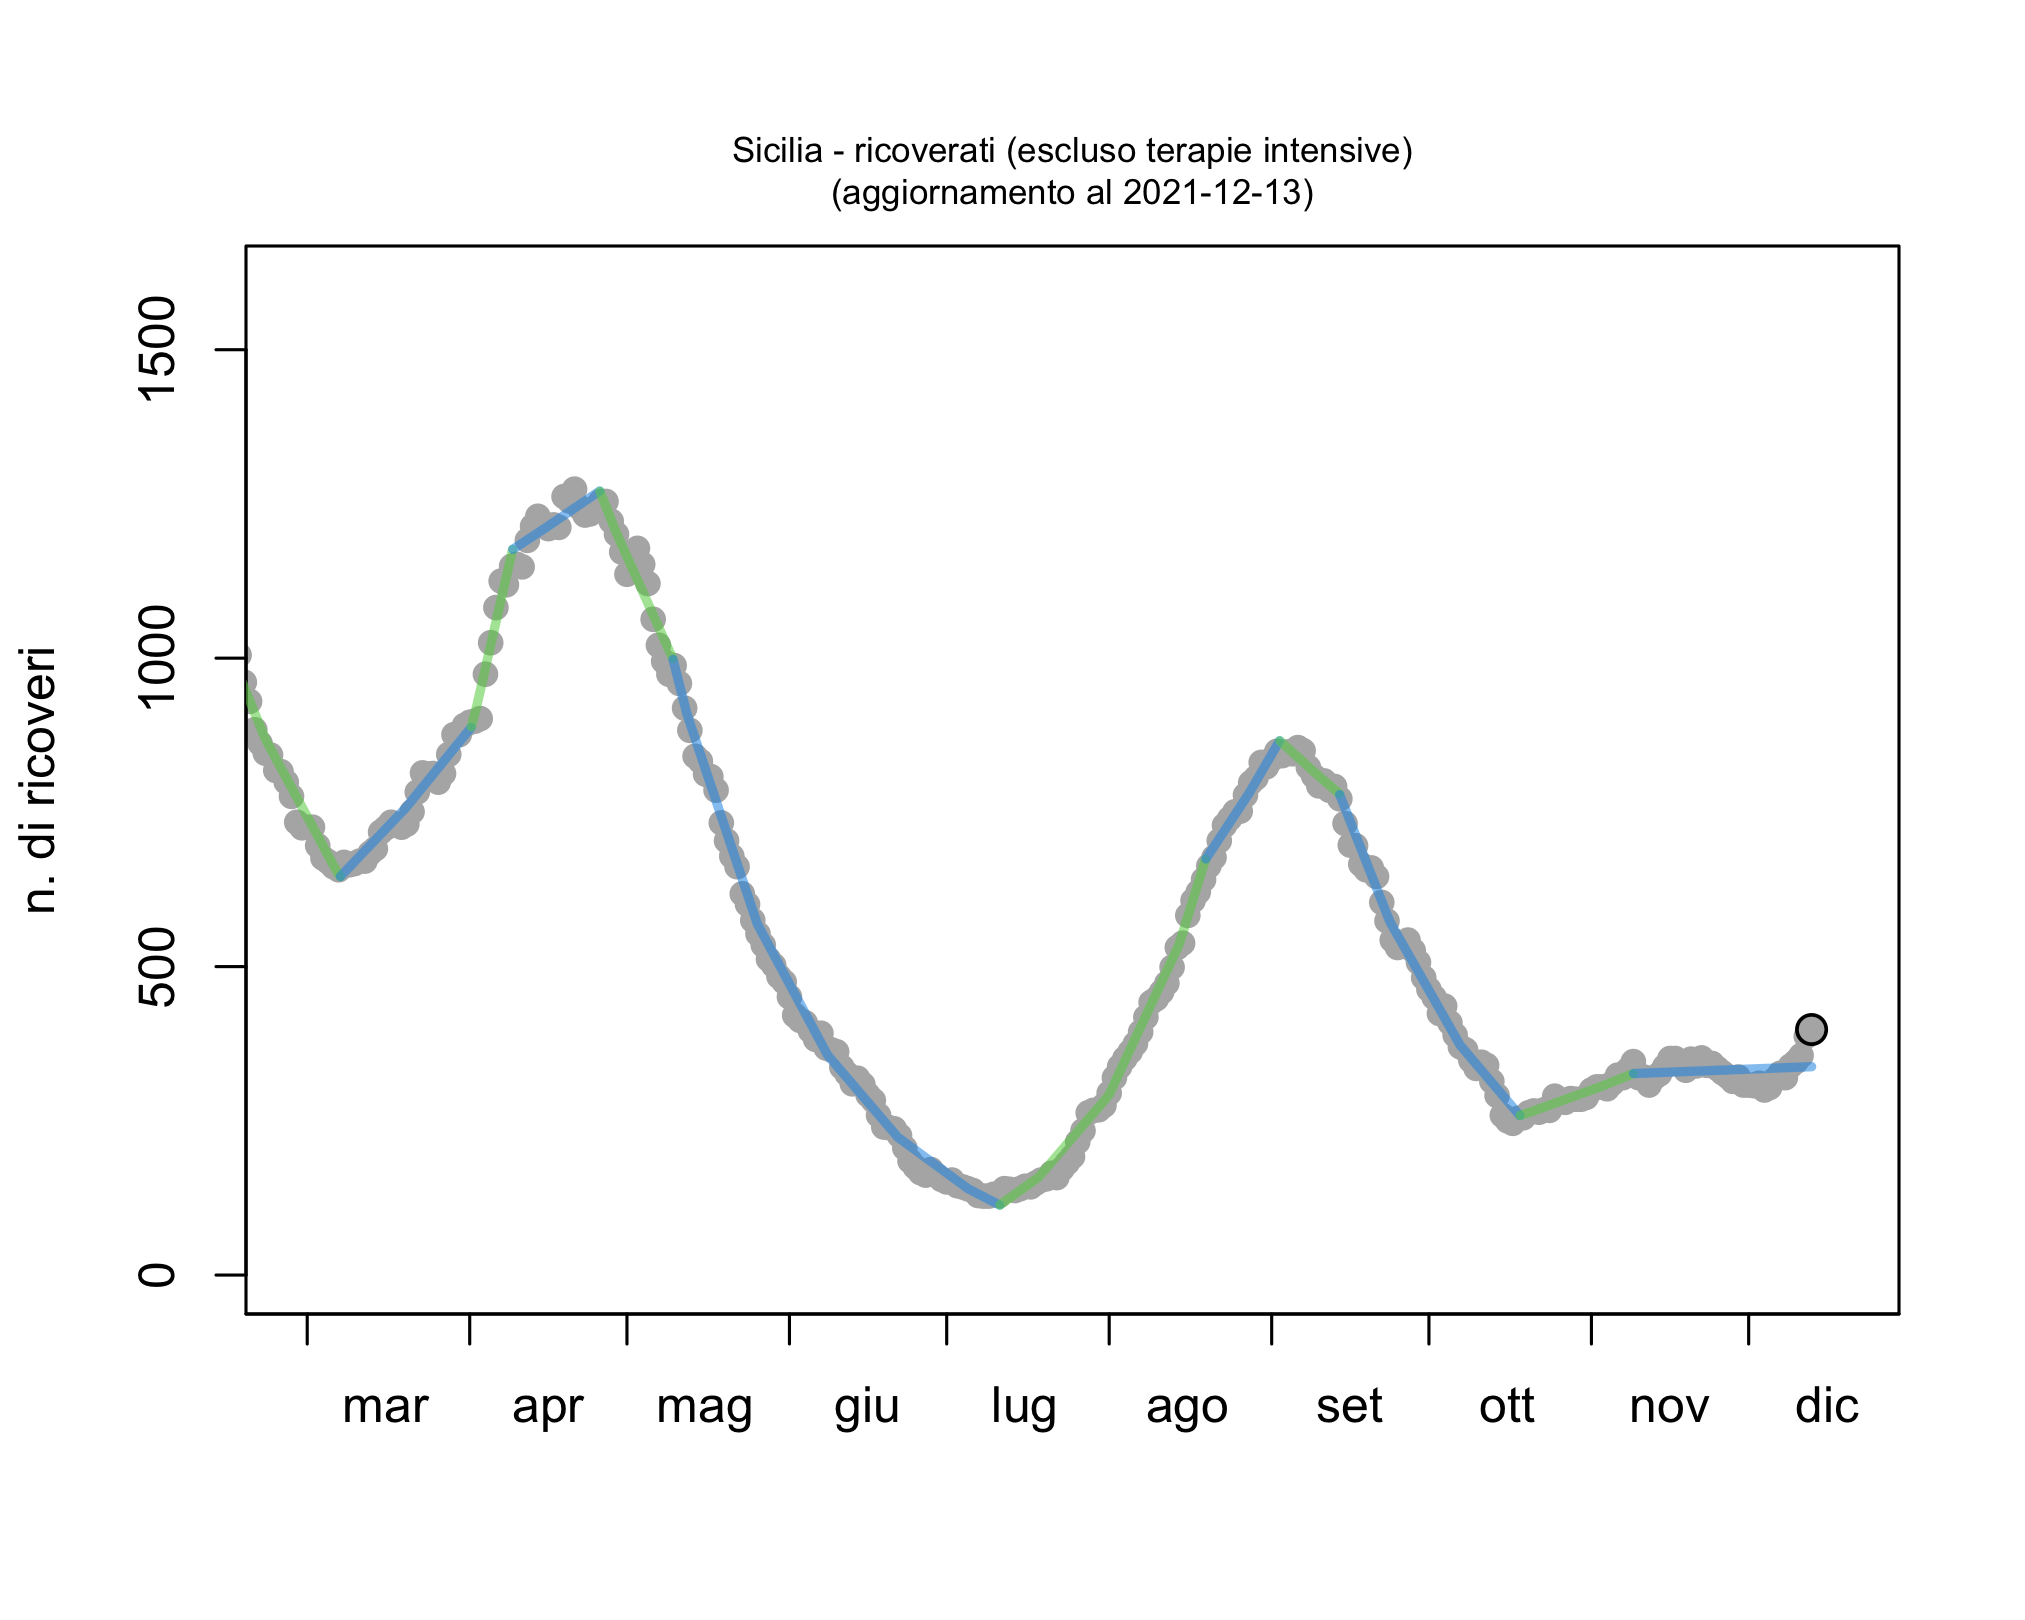 Sicilia - ricoverati (escluso terapie intensive)
(aggiornamento al 2021-12-13)
n. di ricoveri
1500
1000
500
0
mar apr mag giu lug ago set ott nov dic